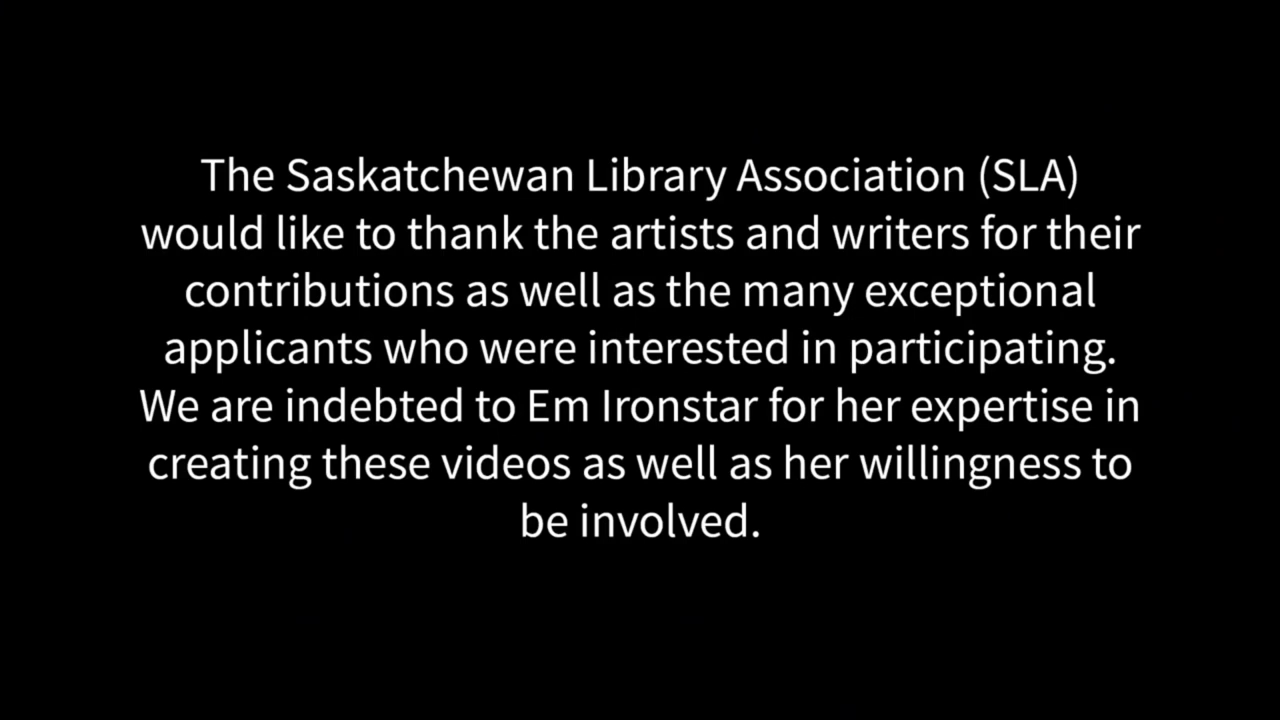 The Saskatchewan Library Association (SLA)
would like to thank the artists and writers for their
contributions as well as the many exceptional
applicants who were interested in participating.
We are indebted to Em Ironstar for her expertise in
creating these videos as well as her willingness to
be involved.